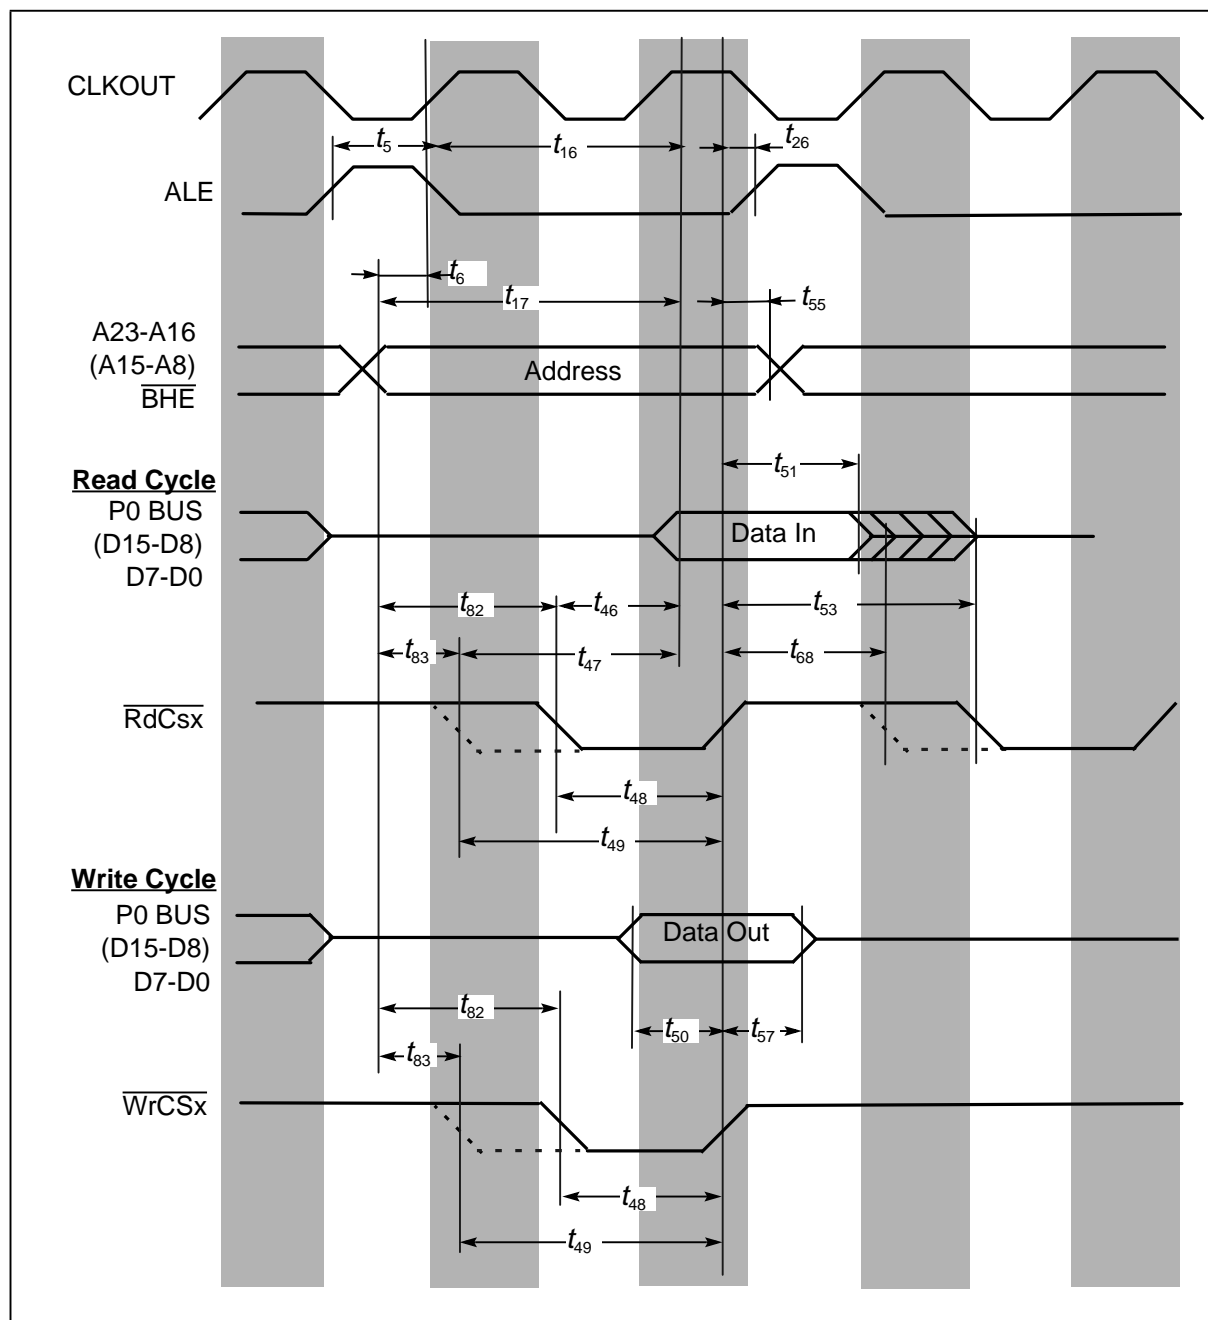 CLKOUT
t5
t16
t26
ALE
t6
t17
t55
A23-A16
(A15-A8)
BHE
Address
t51
Read Cycle
P0 BUS
(D15-D8)
D7-D0
Data In
t82
t46
t53
t83
t47
t68
RdCsx
t48
t49
Write Cycle
P0 BUS
(D15-D8)
D7-D0
Data Out
t82
t50
t57
t83
WrCSx
t48
t49